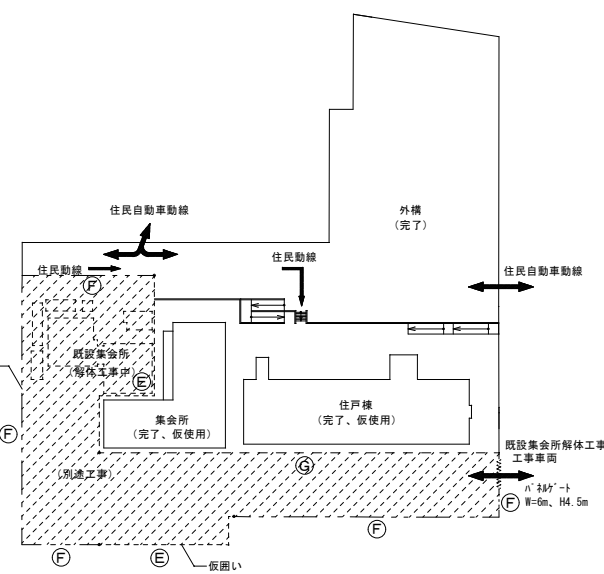 住民自動車動線
外構
(完了)
住民動線
住民動線
住民自動車動線
F
既設集会所
(解体工事中)
E
集会所
(完了、仮使用)
住戸棟
(完了、仮使用)
F
既設集会所解体工事
工事車両
G
(別途工事)
パネルゲート
W=6m、H4.5m
F
F
F
E
仮囲い